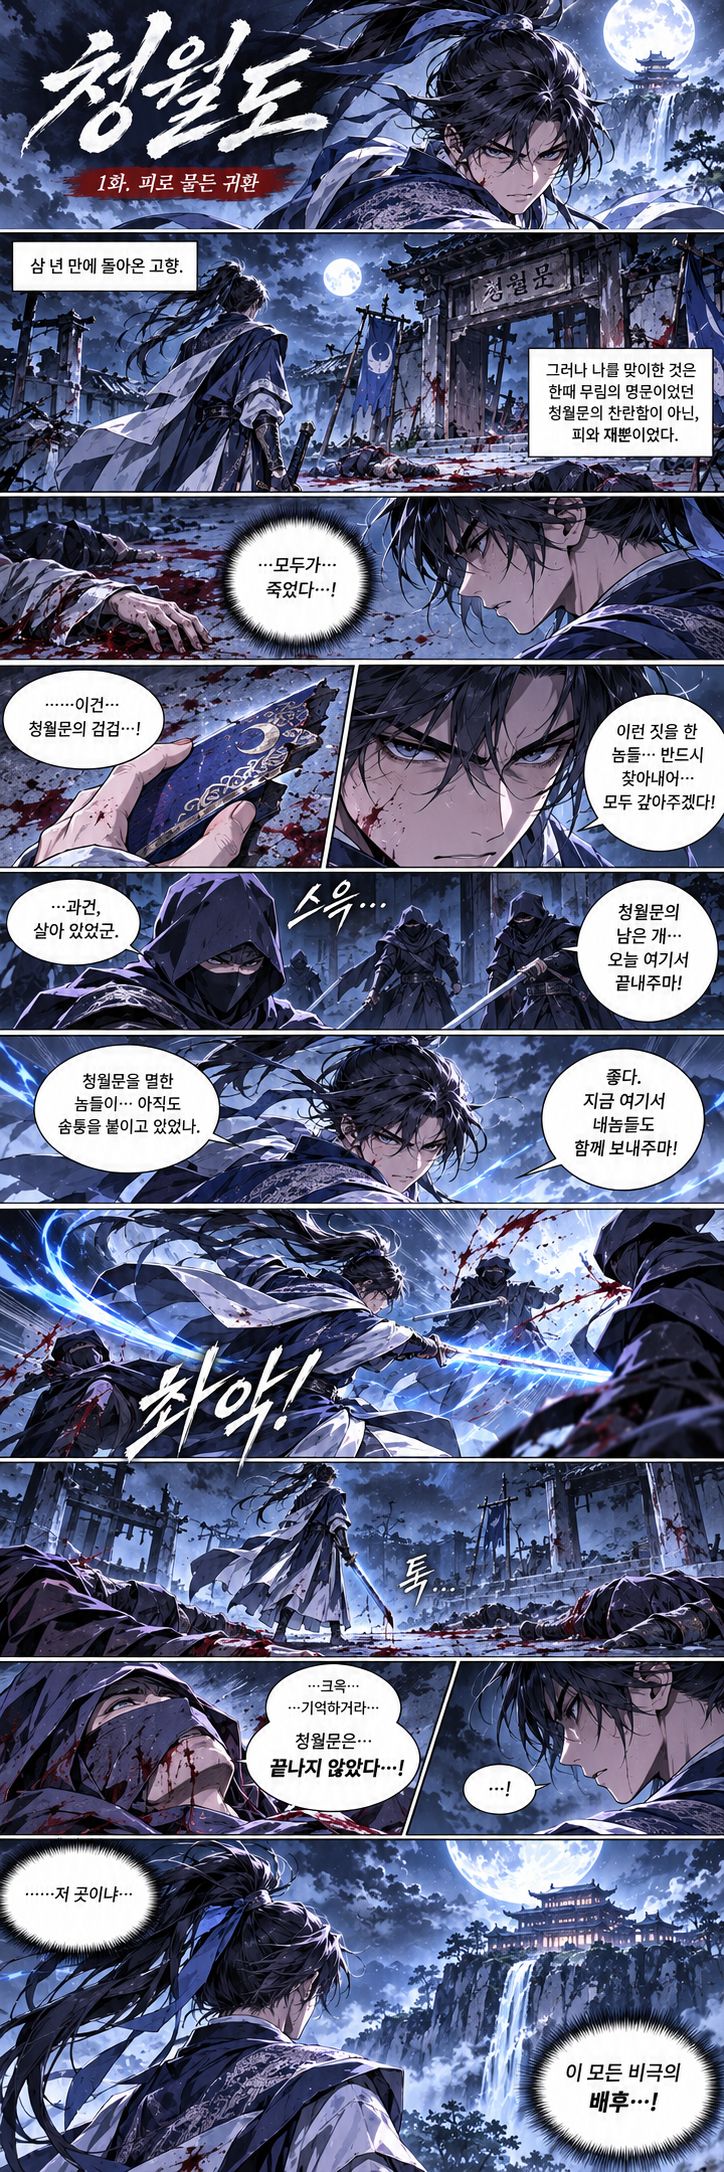 청월도
1화. 피로 물든 귀환
삼 년 만에 돌아온 고향.
청월문
그러나 나를 맞이한 것은
한때 무림의 명문이었던
청월문의 찬란함이 아닌,
피와 재뿐이었다.
…모두가…
죽었다…!
……이건…
청월문의 검검…!
이런 짓을 한
놈들… 반드시
찾아내어…
모두 갚아주겠다!
…과건,
살아 있었군.
스윽…
청월문의
남은 개…
오늘 여기서
끝내주마!
청월문을 멸한
놈들이… 아직도
숨통을 붙이고 있었나.
좋다.
지금 여기서
네놈들도
함께 보내주마!
촤악!
툭…
…크윽…
…기억하거라…
청월문은…
끝나지 않았다…!
…!
……저 곳이냐…
이 모든 비극의
배후…!